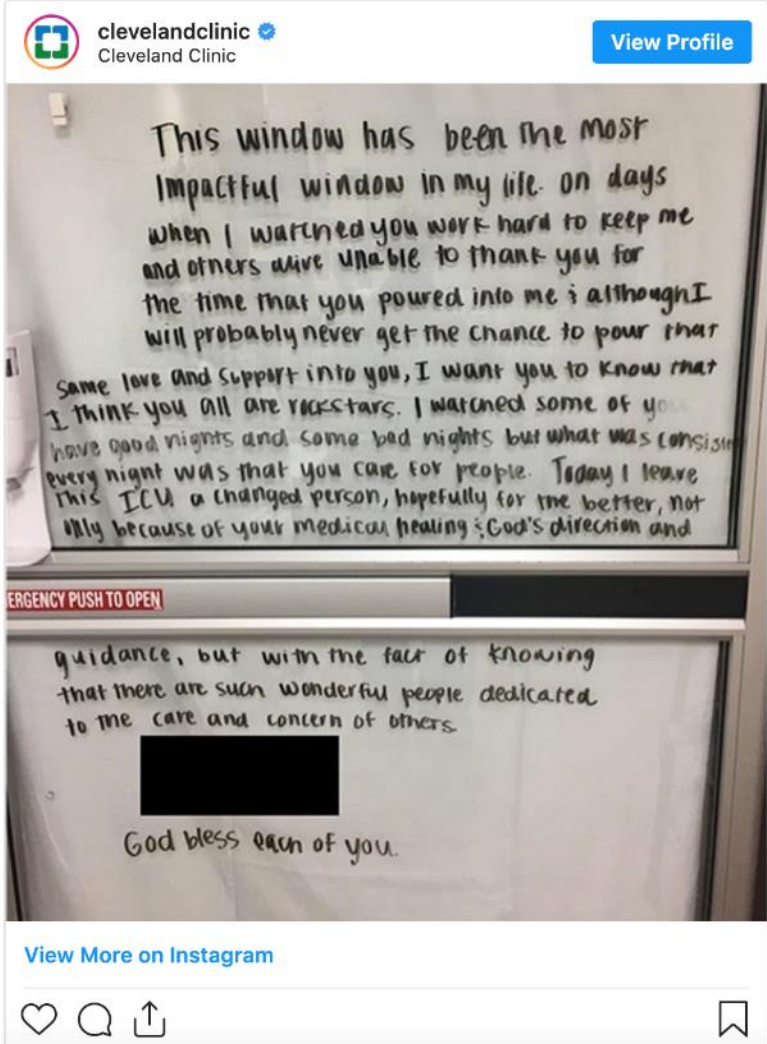 clevelandclinic
Cleveland Clinic
View Profile
This window has been the most
impactful window in my life. on days
when I watched you work hard to keep me
and others alive unable to thank you for
the time that you poured into me & although I
will probably never get the chance to pour that
same love and support into you, I want you to know that
I think you all are rockstars. I watched some of you
have good nights and some bad nights but what was consist
every night was that you care for people. Today I leave
This ICU a changed person, hopefully for the better, not
only because of your medical healing & God's direction and
ERGENCY PUSH TO OPEN
guidance, but with the fact of knowing
that there are such wonderful people dedicated
to the care and concern of others.
God bless each of you.
View More on Instagram